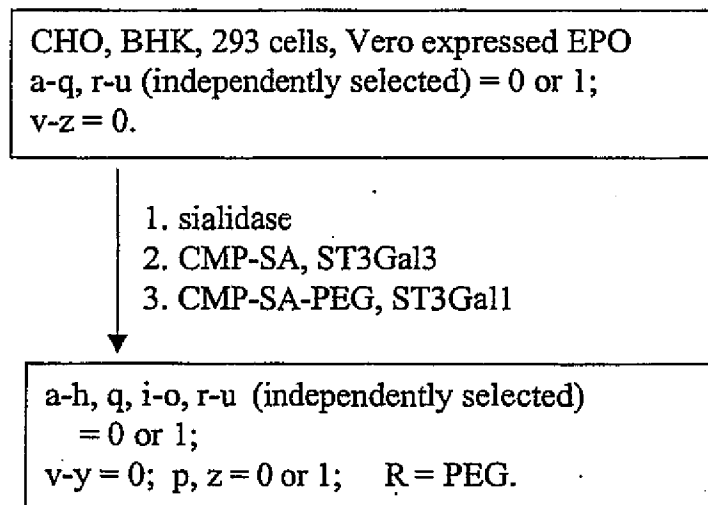 CHO, BHK, 293 cells, Vero expressed EPO
a-q, r-u (independently selected) = 0 or 1;
v-z = 0.
1. sialidase
2. CMP-SA, ST3Gal3
3. CMP-SA-PEG, ST3Gal1
a-h, q, i-o, r-u (independently selected)
= 0 or 1;
v-y = 0; p, z = 0 or 1; R = PEG.